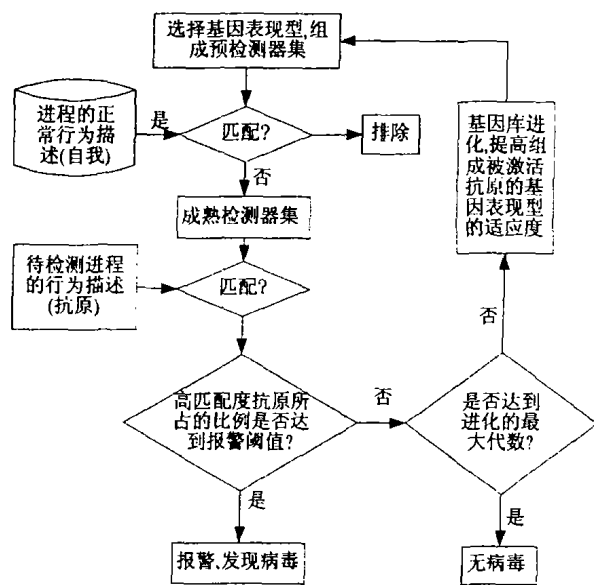 选择基因表现型,组
成预检测器集
进程的正
常行为描
述(自我)
是
匹配?
排除
基因库进
化,提高组
成被激活
抗原的基
因表现型
的适应度
否
成熟检测器集
待检测进程
的行为描述
(抗原)
匹配?
否
高匹配度抗原所
占的比例是否达
到报警阈值?
否
是否达到
进化的最
大代数?
是
是
报警,发现病毒
无病毒